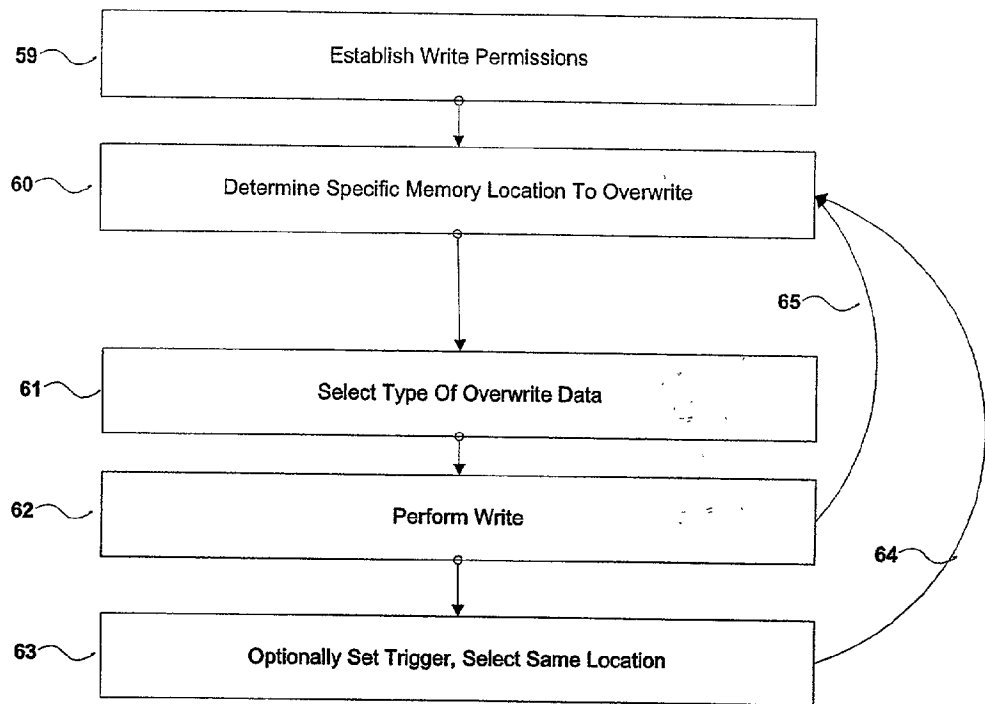 59
Establish Write Permissions
60
Determine Specific Memory Location To Overwrite
65
61
Select Type Of Overwrite Data
62
Perform Write
64
63
Optionally Set Trigger, Select Same Location